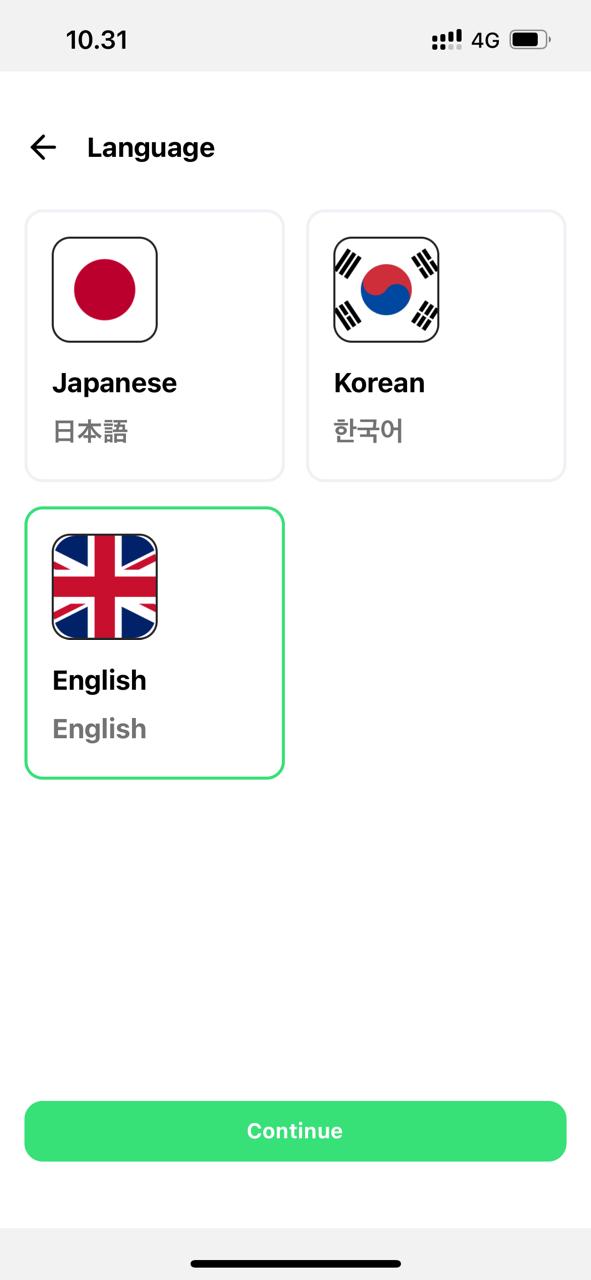 10.31
4G
Language
Japanese
日本語
Korean
한국어
English
English
Continue